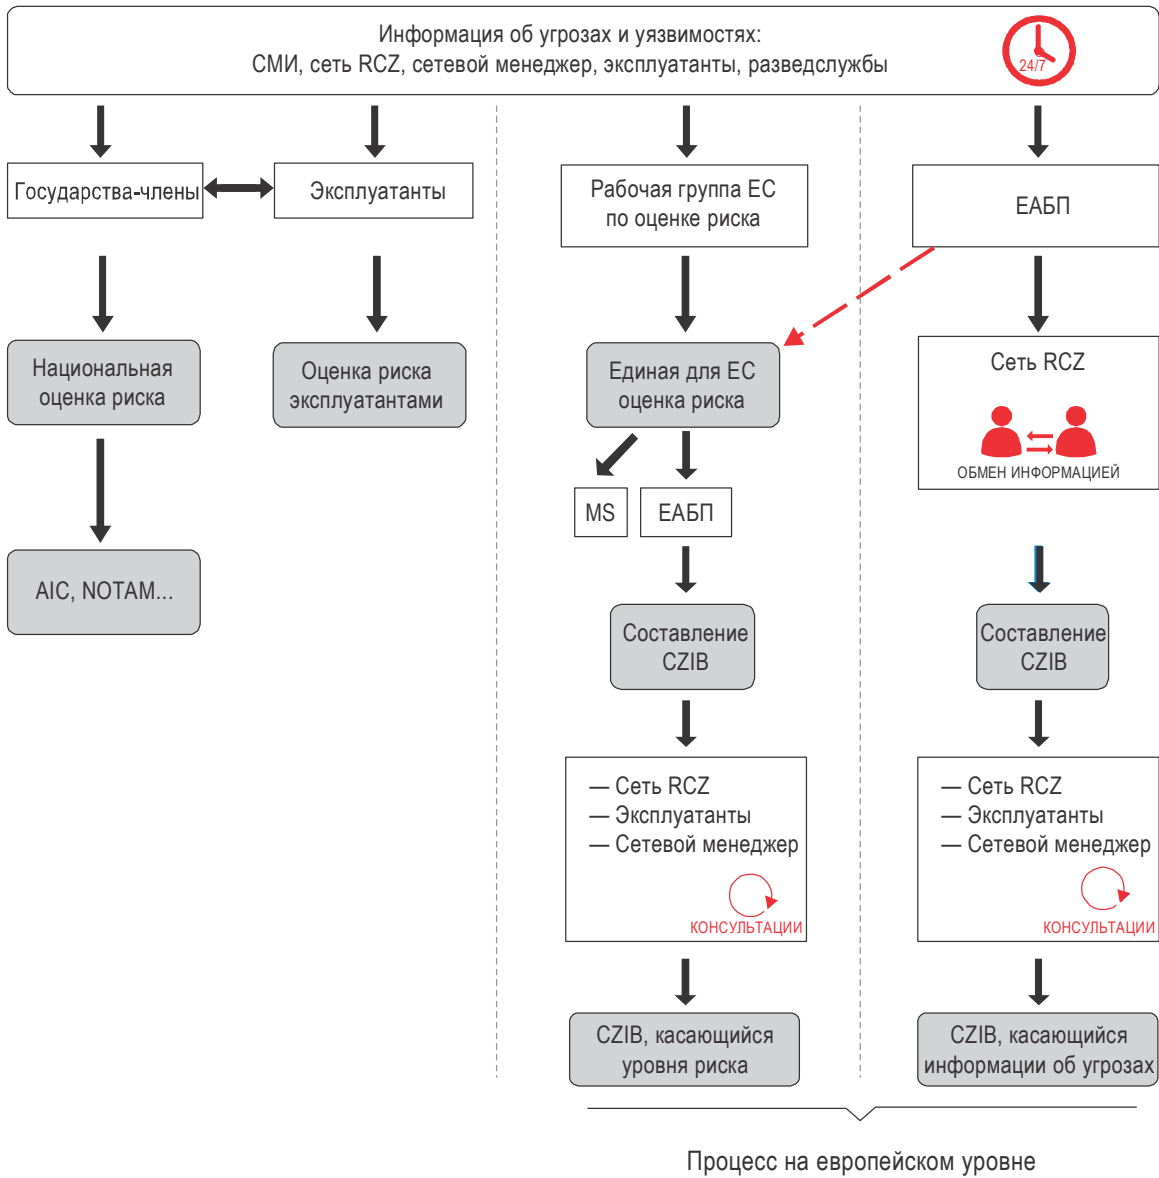 Информация об угрозах и уязвимостях:
СМИ, сеть RCZ, сетевой менеджер, эксплуатанты, разведслужбы
24/7
Государства-члены
Эксплуатанты
Рабочая группа ЕС
по оценке риска
ЕАБП
Национальная
оценка риска
Оценка риска
эксплуатантами
Единая для ЕС
оценка риска
Сеть RCZ
ОБМЕН ИНФОРМАЦИЕЙ
MS
ЕАБП
AIC, NOTAM...
Составление
CZIB
Составление
CZIB
— Сеть RCZ
— Эксплуатанты
— Сетевой менеджер
КОНСУЛЬТАЦИИ
— Сеть RCZ
— Эксплуатанты
— Сетевой менеджер
КОНСУЛЬТАЦИИ
CZIB, касающийся
уровня риска
CZIB, касающийся
информации об угрозах
Процесс на европейском уровне